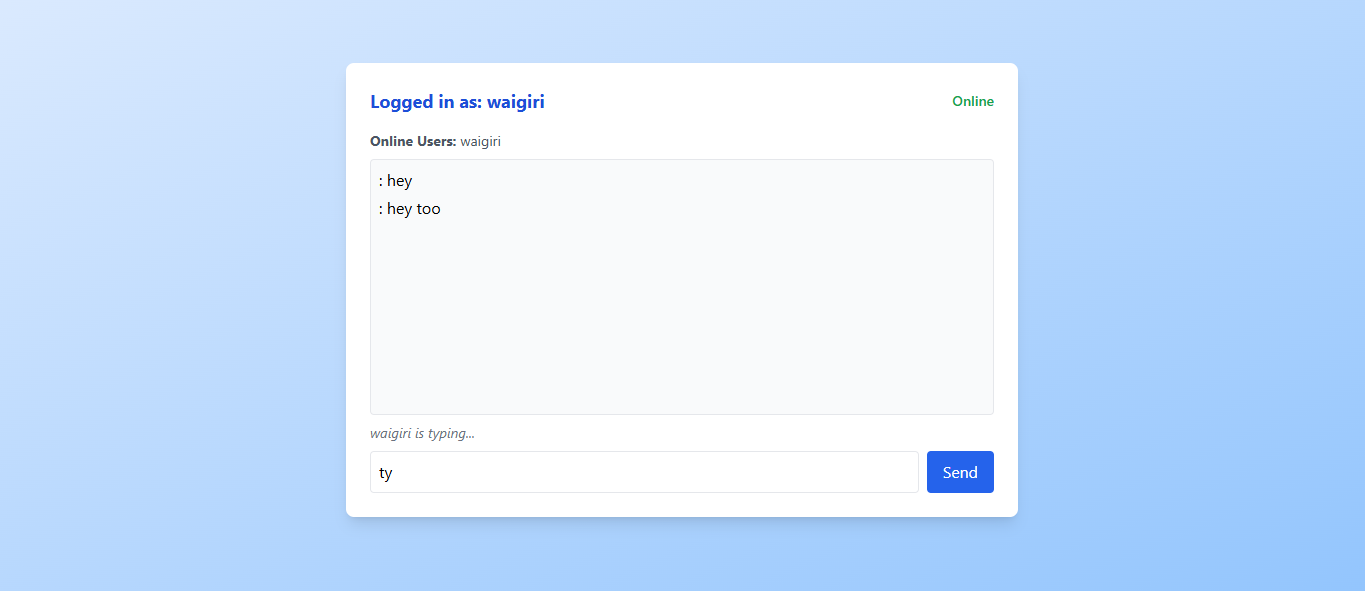 Logged in as: waigiri Online
Online Users: waigiri
: hey
: hey too
waigiri is typing...
ty Send